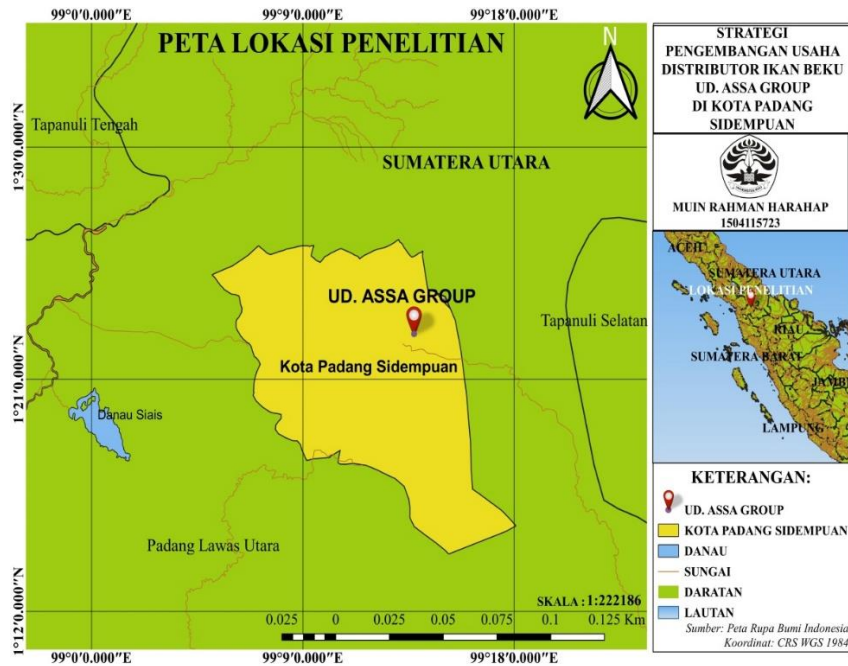 99°0′0.000″E
99°9′0.000″E
99°18′0.000″E
PETA LOKASI PENELITIAN
N
Tapanuli Tengah
1°30′0.000″N
SUMATERA UTARA
UD. ASSA GROUP
Tapanuli Selatan
Kota Padang Sidempuan
1°21′0.000″N
Danau Siais
Padang Lawas Utara
SKALA : 1:222186
1°12′0.000″N
0.025 0 0.025 0.05 0.075 0.1 0.125 Km
99°0′0.000″E
99°9′0.000″E
99°18′0.000″E
STRATEGI
PENGEMBANGAN USAHA
DISTRIBUTOR IKAN BEKU
UD. ASSA GROUP
DI KOTA PADANG
SIDEMPUAN
MUIN RAHMAN HARAHAP
1504115723
ACEH
SUMATERA UTARA
LOKASI PENELITIAN
RIAU
SUMATERA BARAT
JAMBI
LAMPUNG
KETERANGAN:
UD. ASSA GROUP
KOTA PADANG SIDEMPUAN
DANAU
SUNGAI
DARATAN
LAUTAN
Sumber: Peta Rupa Bumi Indonesia
Koordinat: CRS WGS 1984